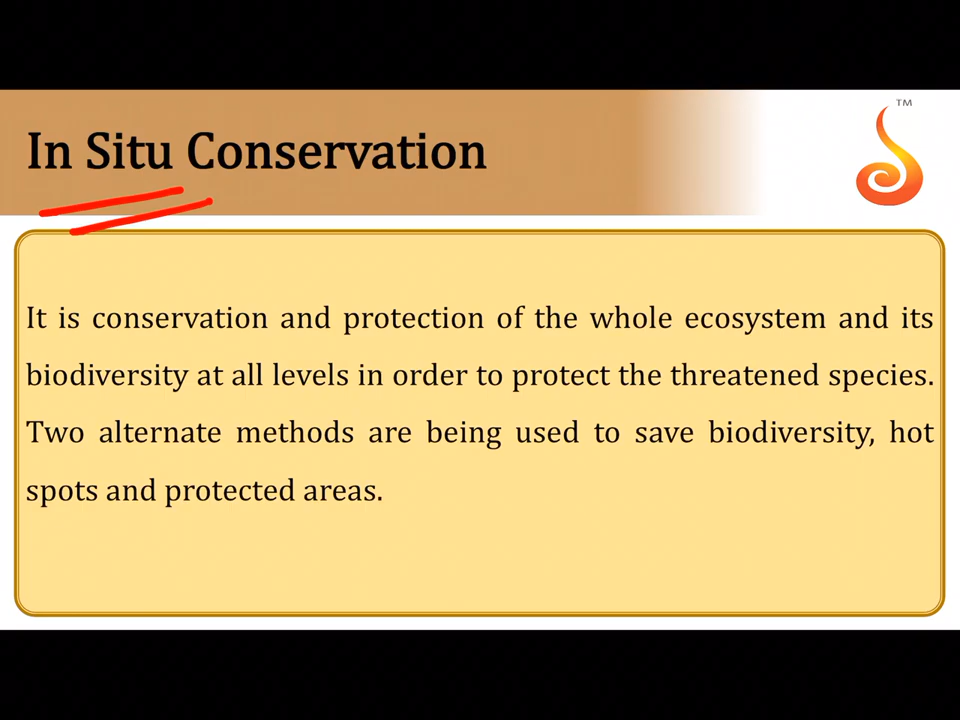 TM
In Situ Conservation
It is conservation and protection of the whole ecosystem and its
biodiversity at all levels in order to protect the threatened species.
Two alternate methods are being used to save biodiversity, hot
spots and protected areas.